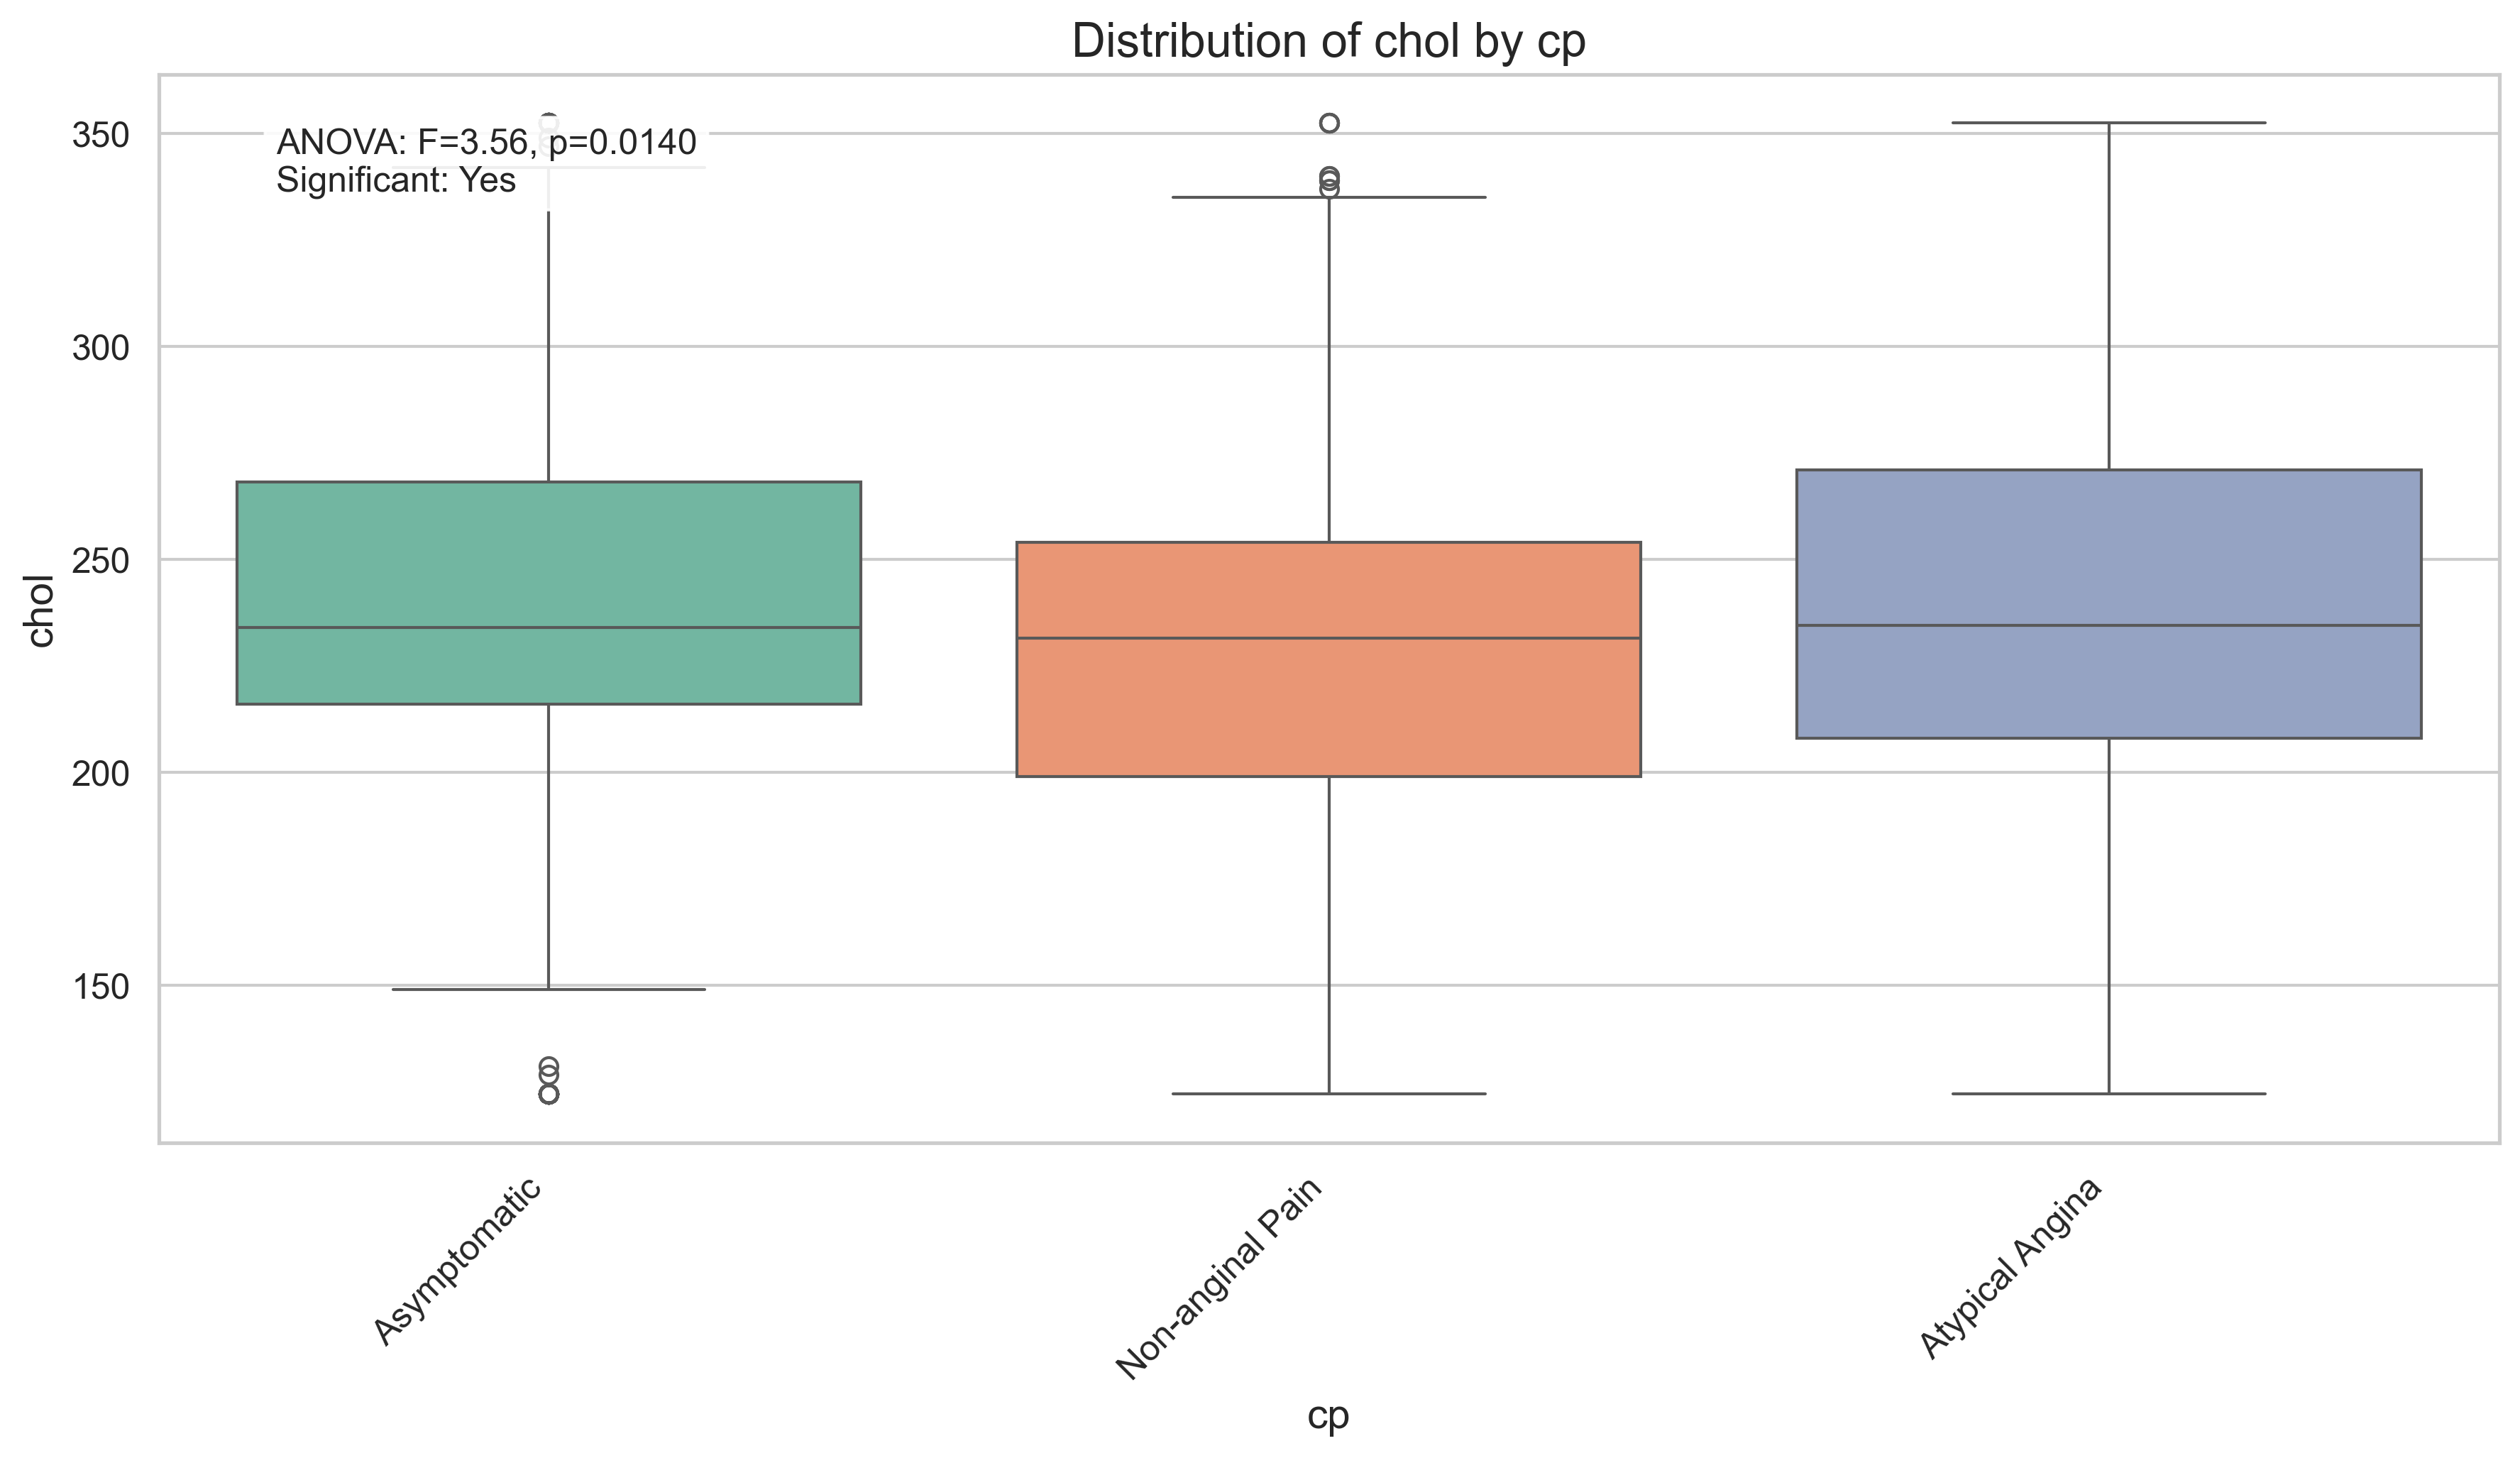 Distribution of chol by cp
ANOVA: F=3.56, p=0.0140
Significant: Yes
350
300
250
200
150
chol
Asymptomatic
Non-anginal Pain
Atypical Angina
cp